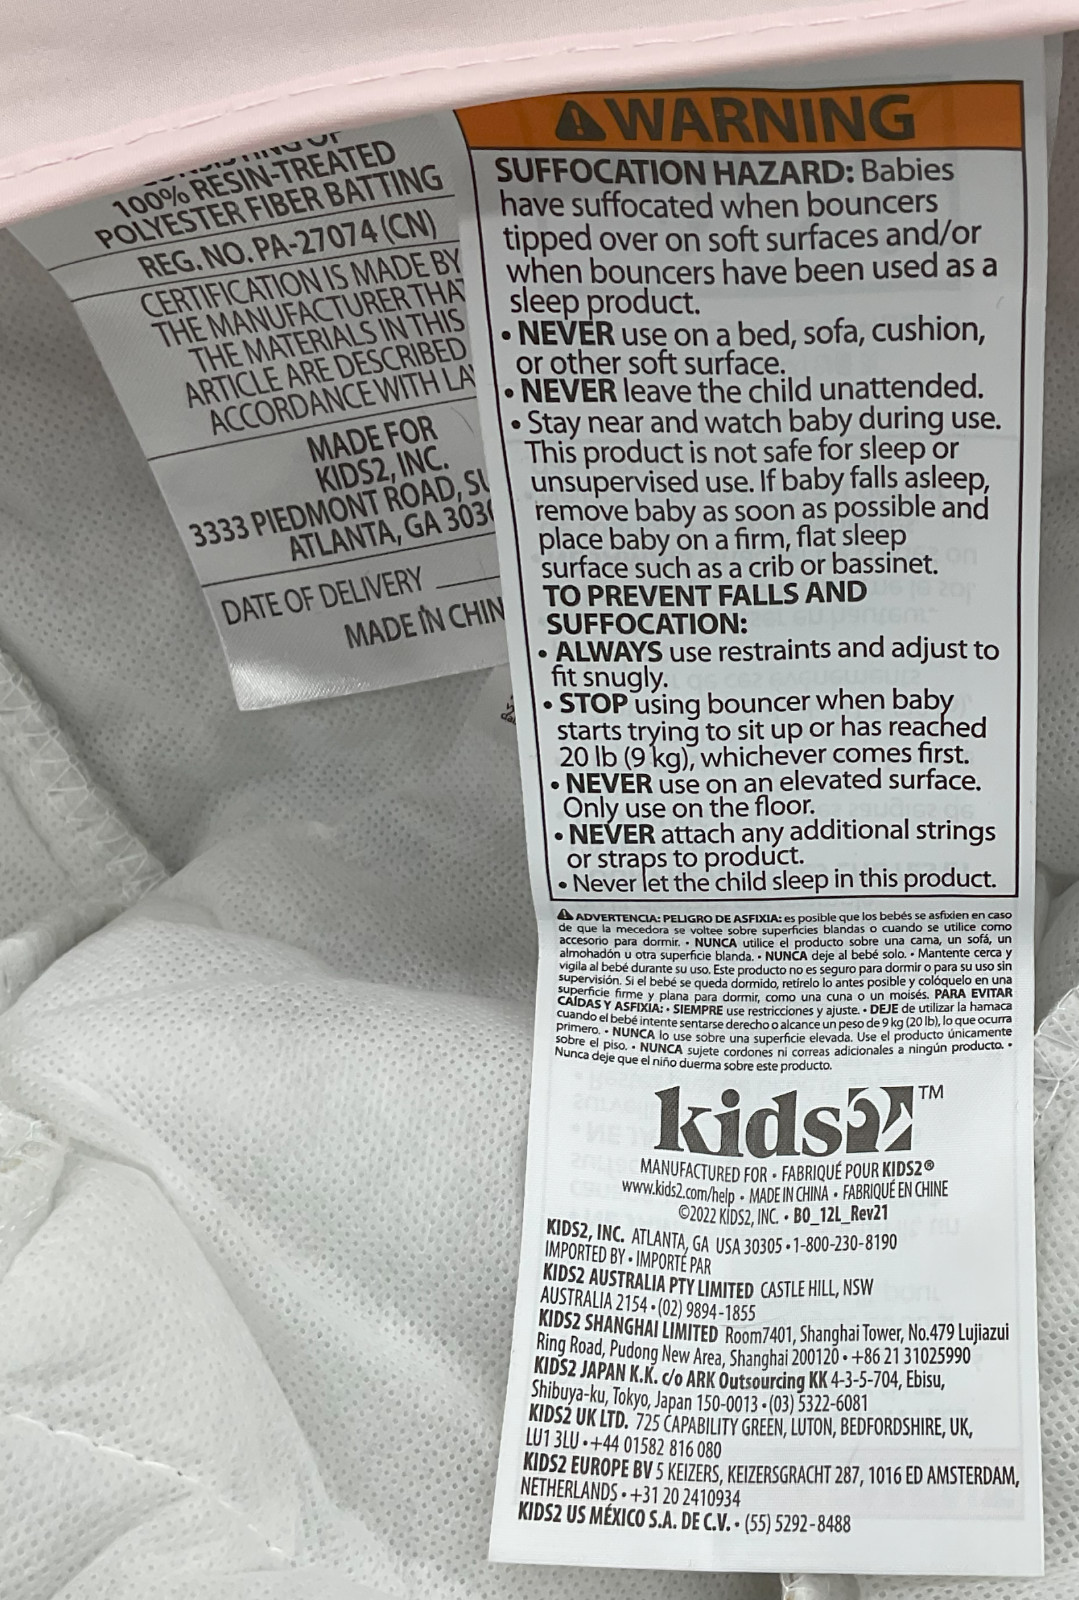 100% RESIN-TREATED
POLYESTER FIBER BATTING
REG. NO. PA-27074 (CN)
CERTIFICATION IS MADE BY
THE MANUFACTURER THA
THE MATERIALS IN THIS
ARTICLE ARE DESCRIBED
ACCORDANCE WITH LA
MADE FOR
KIDS2, INC.
3333 PIEDMONT ROAD, SU
ATLANTA, GA 303
DATE OF DELIVERY
MADE IN CHIN
WARNING
SUFFOCATION HAZARD: Babies
have suffocated when bouncers
tipped over on soft surfaces and/or
when bouncers have been used as a
sleep product.
• NEVER use on a bed, sofa, cushion,
or other soft surface.
• NEVER leave the child unattended.
• Stay near and watch baby during use.
This product is not safe for sleep or
unsupervised use. If baby falls asleep,
remove baby as soon as possible and
place baby on a firm, flat sleep
surface such as a crib or bassinet.
TO PREVENT FALLS AND
SUFFOCATION:
• ALWAYS use restraints and adjust to
fit snugly.
• STOP using bouncer when baby
starts trying to sit up or has reached
20 lb (9 kg), whichever comes first.
• NEVER use on an elevated surface.
Only use on the floor.
• NEVER attach any additional strings
or straps to product.
• Never let the child sleep in this product.
ADVERTENCIA: PELIGRO DE ASFIXIA: es posible que los bebés se asfixien en caso
de que la mecedora se voltee sobre superficies blandas o cuando se utilice como
accesorio para dormir. • NUNCA utilice el producto sobre una cama, un sofá, un
almohadón u otra superficie blanda. • NUNCA deje al bebé solo. • Mantente cerca y
vigila al bebé durante su uso. Este producto no es seguro para dormir o para su uso sin
supervisión. Si el bebé se queda dormido, retírelo lo antes posible y colóquelo en una
superficie firme y plana para dormir, como una cuna o un moisés. PARA EVITAR
CAÍDAS Y ASFIXIA: • SIEMPRE use restricciones y ajuste. • DEJE de utilizar la hamaca
cuando el bebé intente sentarse derecho o alcance un peso de 9 kg (20 lb), lo que ocurra
primero. • NUNCA lo use sobre una superficie elevada. Use el producto únicamente
sobre el piso. • NUNCA sujete cordones ni correas adicionales a ningún producto. •
Nunca deje que el niño duerma sobre este producto.
kids2™
MANUFACTURED FOR • FABRIQUÉ POUR KIDS2®
www.kids2.com/help • MADE IN CHINA • FABRIQUÉ EN CHINE
©2022 KIDS2, INC. • BO_12L_Rev21
KIDS2, INC. ATLANTA, GA USA 30305 • 1-800-230-8190
IMPORTED BY • IMPORTÉ PAR
KIDS2 AUSTRALIA PTY LIMITED CASTLE HILL, NSW
AUSTRALIA 2154 • (02) 9894-1855
KIDS2 SHANGHAI LIMITED Room7401, Shanghai Tower, No.479 Lujiazui
Ring Road, Pudong New Area, Shanghai 200120 • +86 21 31025990
KIDS2 JAPAN K.K. c/o ARK Outsourcing KK 4-3-5-704, Ebisu,
Shibuya-ku, Tokyo, Japan 150-0013 • (03) 5322-6081
KIDS2 UK LTD. 725 CAPABILITY GREEN, LUTON, BEDFORDSHIRE, UK,
LU1 3LU • +44 01582 816 080
KIDS2 EUROPE BV 5 KEIZERS, KEIZERSGRACHT 287, 1016 ED AMSTERDAM,
NETHERLANDS • +31 20 2410934
KIDS2 US MÉXICO S.A. DE C.V. • (55) 5292-8488